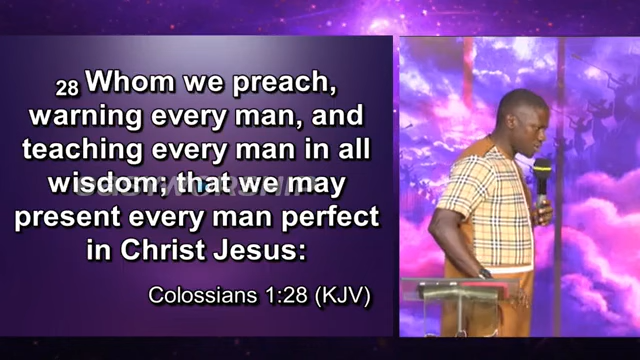 28 Whom we preach,
warning every man, and
teaching every man in all
wisdom; that we may
present every man perfect
in Christ Jesus:
Colossians 1:28 (KJV)